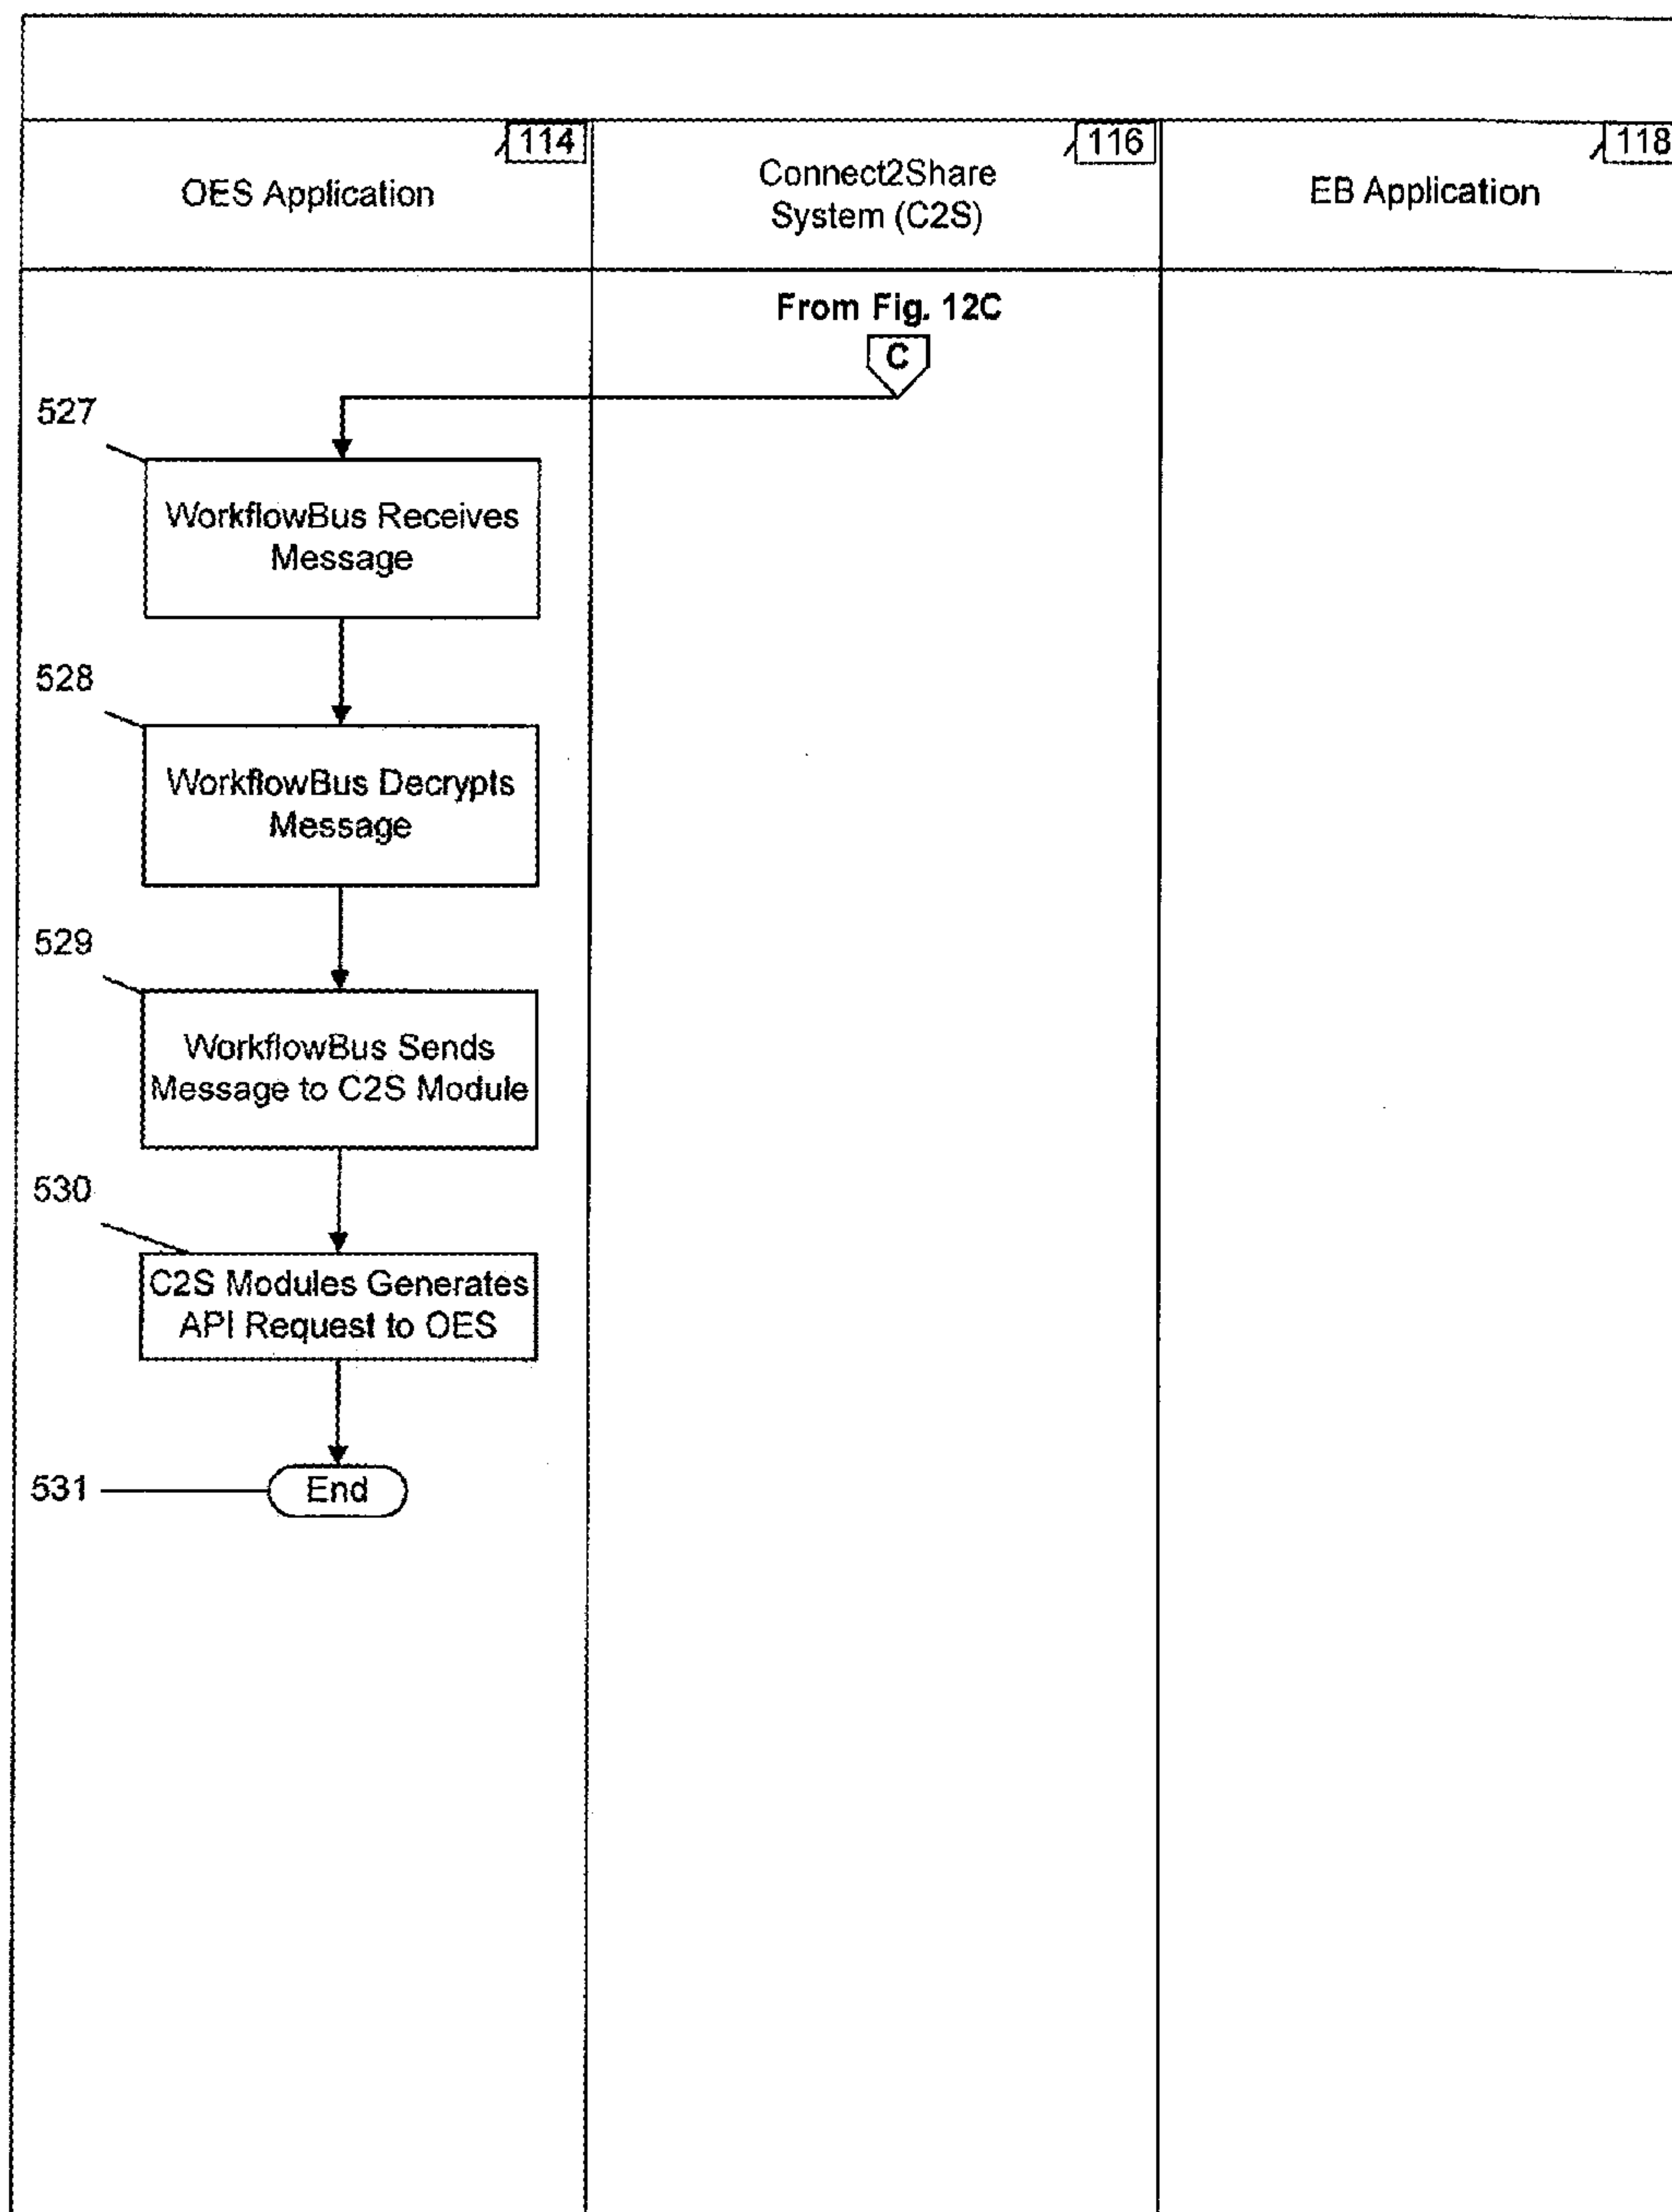 114
OES Application
116
Connect2Share
System (C2S)
118
EB Application
From Fig. 12C
C
527
WorkflowBus Receives
Message
528
WorkflowBus Decrypts
Message
529
WorkflowBus Sends
Message to C2S Module
530
C2S Modules Generates
API Request to OES
531
End